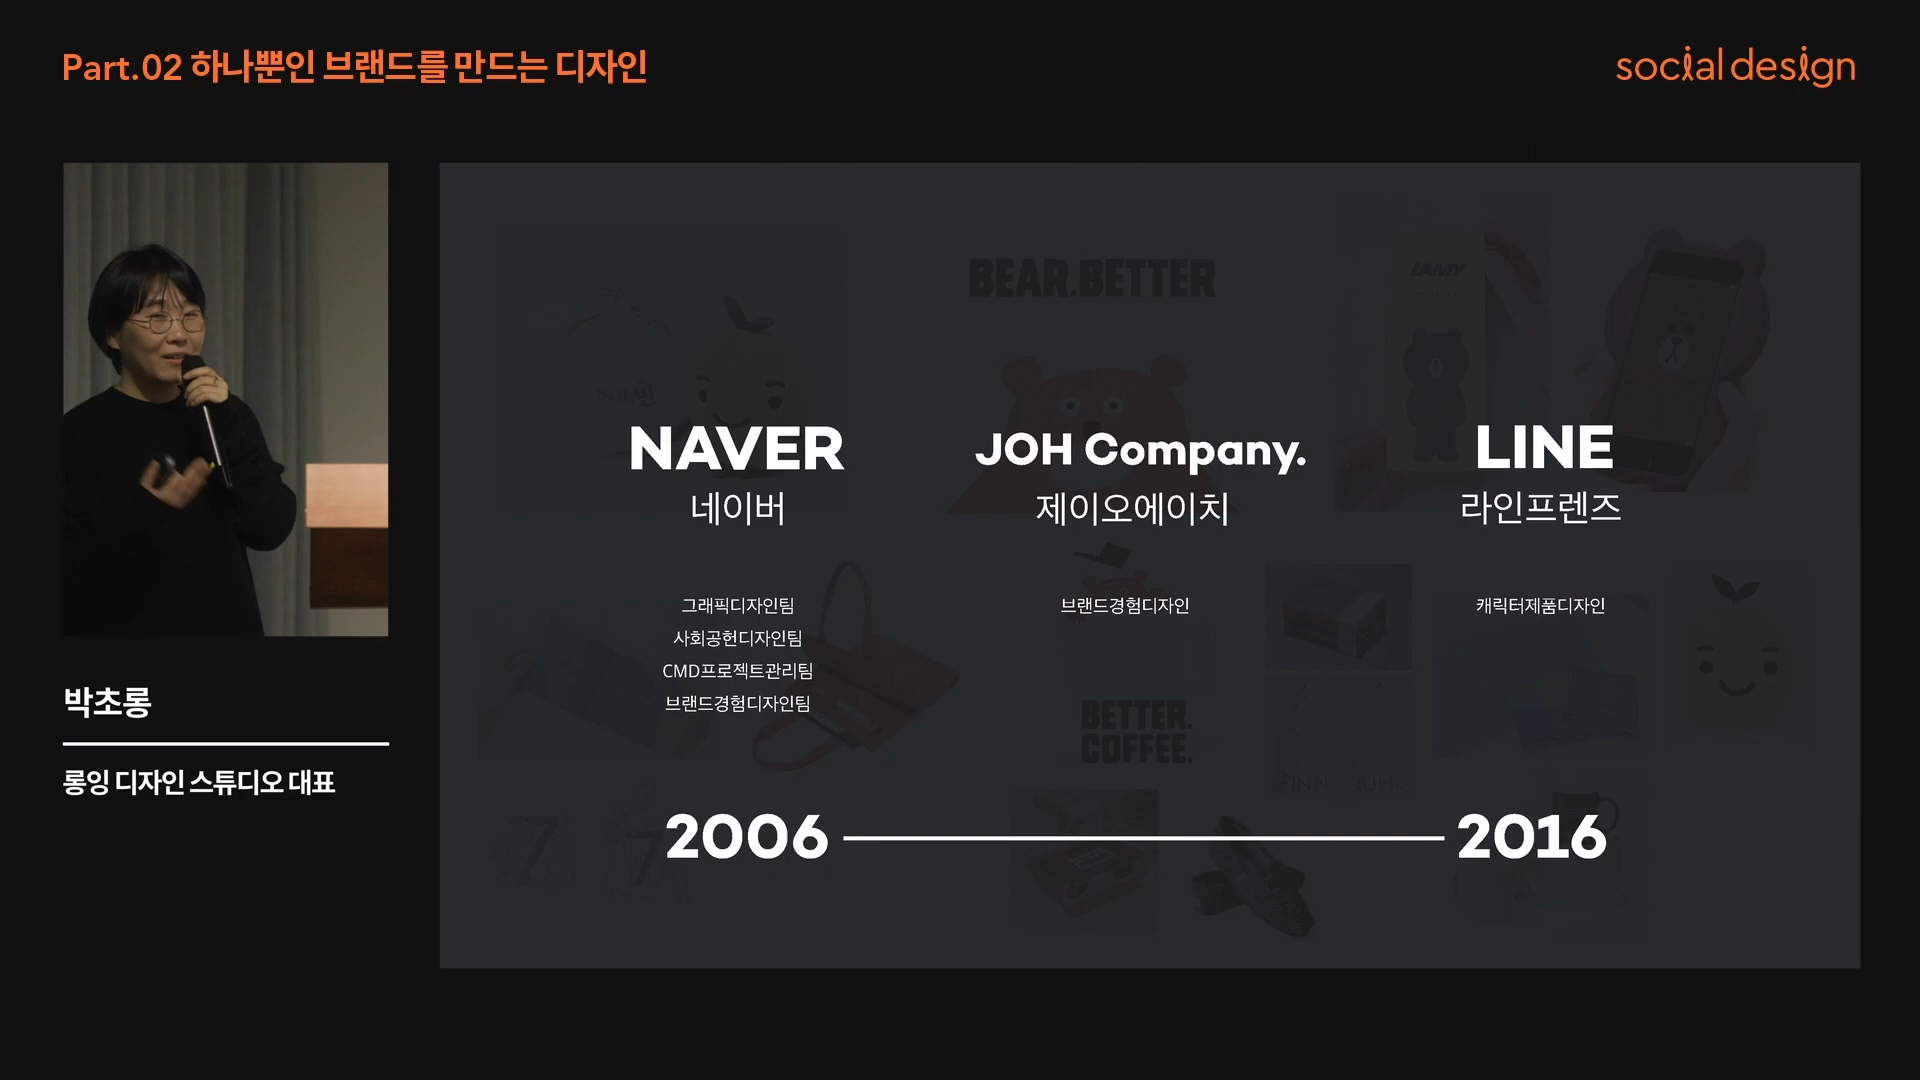 Part.02 하나뿐인 브랜드를 만드는 디자인
social design
박초롱
롱잉 디자인 스튜디오 대표
BEAR.BETTER
LAMY
NAVER
네이버
JOH Company.
제이오에이치
LINE
라인프렌즈
그래픽디자인팀
사회공헌디자인팀
CMD프로젝트관리팀
브랜드경험디자인팀
브랜드경험디자인
캐릭터제품디자인
BETTER.
COFFEE.
2006
2016